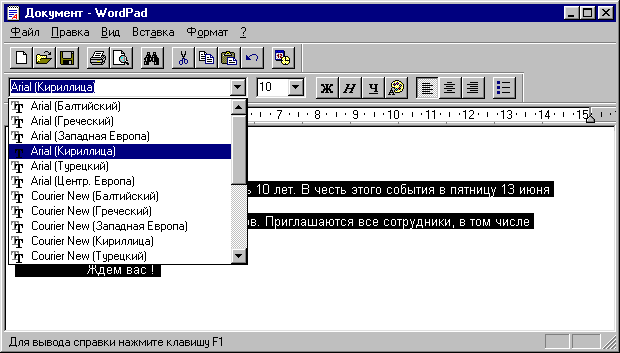 Документ - WordPad
Файл Правка Вид Вставка Формат ?
Arial (Кириллица) 10 Ж К Ч
7 8 9 10 11 12 13 14 15
Arial (Балтийский)
Arial (Греческий)
Arial (Западная Европа)
Arial (Кириллица)
Arial (Турецкий)
Arial (Центр. Европа)
Courier New (Балтийский)
Courier New (Греческий)
Courier New (Западная Европа)
Courier New (Кириллица)
Courier New (Турецкий)
10 лет. В честь этого события в пятницу 13 июня
Приглашаются все сотрудники, в том числе
Ждем вас !
Для вывода справки нажмите клавишу F1